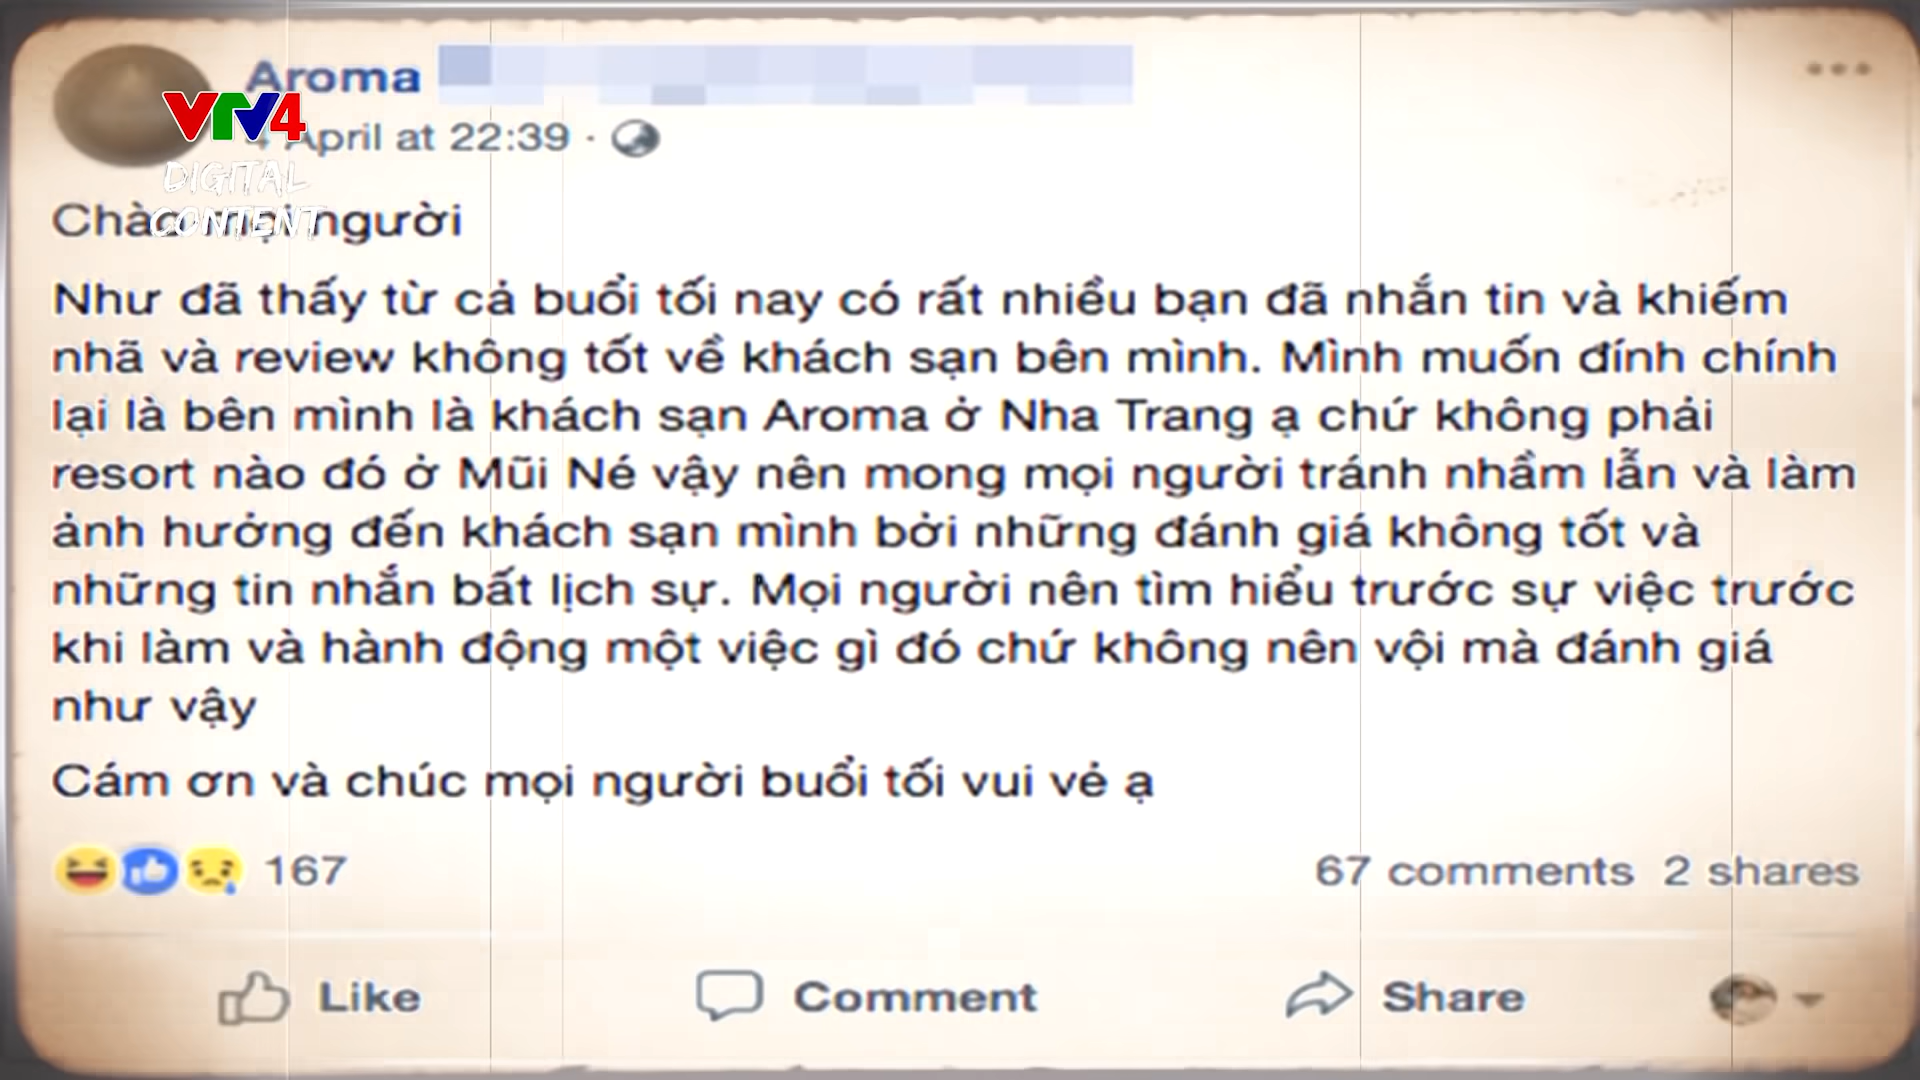 Aroma
VTV4
April at 22:39 ·
DIGITAL
CONTENT
Chào mọi người
Như đã thấy từ cả buổi tối nay có rất nhiều bạn đã nhắn tin và khiếm
nhã và review không tốt về khách sạn bên mình. Mình muốn đính chính
lại là bên mình là khách sạn Aroma ở Nha Trang ạ chứ không phải
resort nào đó ở Mũi Né vậy nên mong mọi người tránh nhầm lẫn và làm
ảnh hưởng đến khách sạn mình bởi những đánh giá không tốt và
những tin nhắn bất lịch sự. Mọi người nên tìm hiểu trước sự việc trước
khi làm và hành động một việc gì đó chứ không nên vội mà đánh giá
như vậy
Cám ơn và chúc mọi người buổi tối vui vẻ ạ
167
67 comments 2 shares
Like
Comment
Share